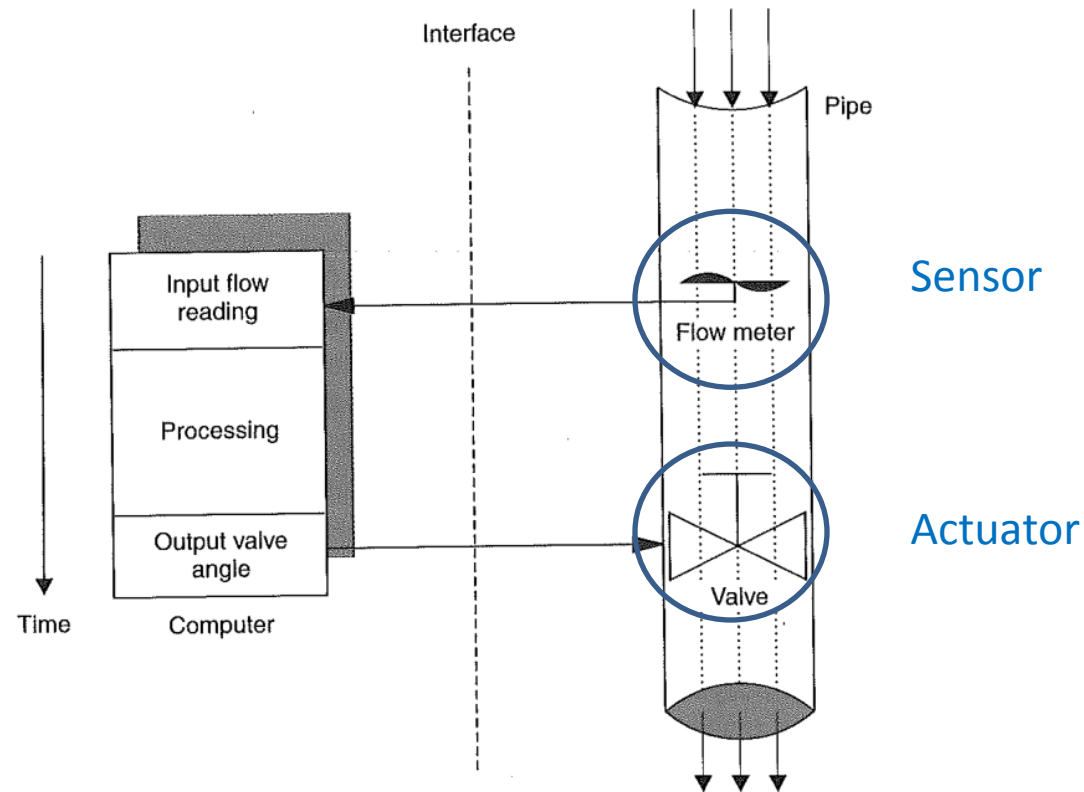 Interface
Pipe
Input flow
reading
Sensor
Flow meter
Processing
Actuator
Output valve
angle
Valve
Time
Computer